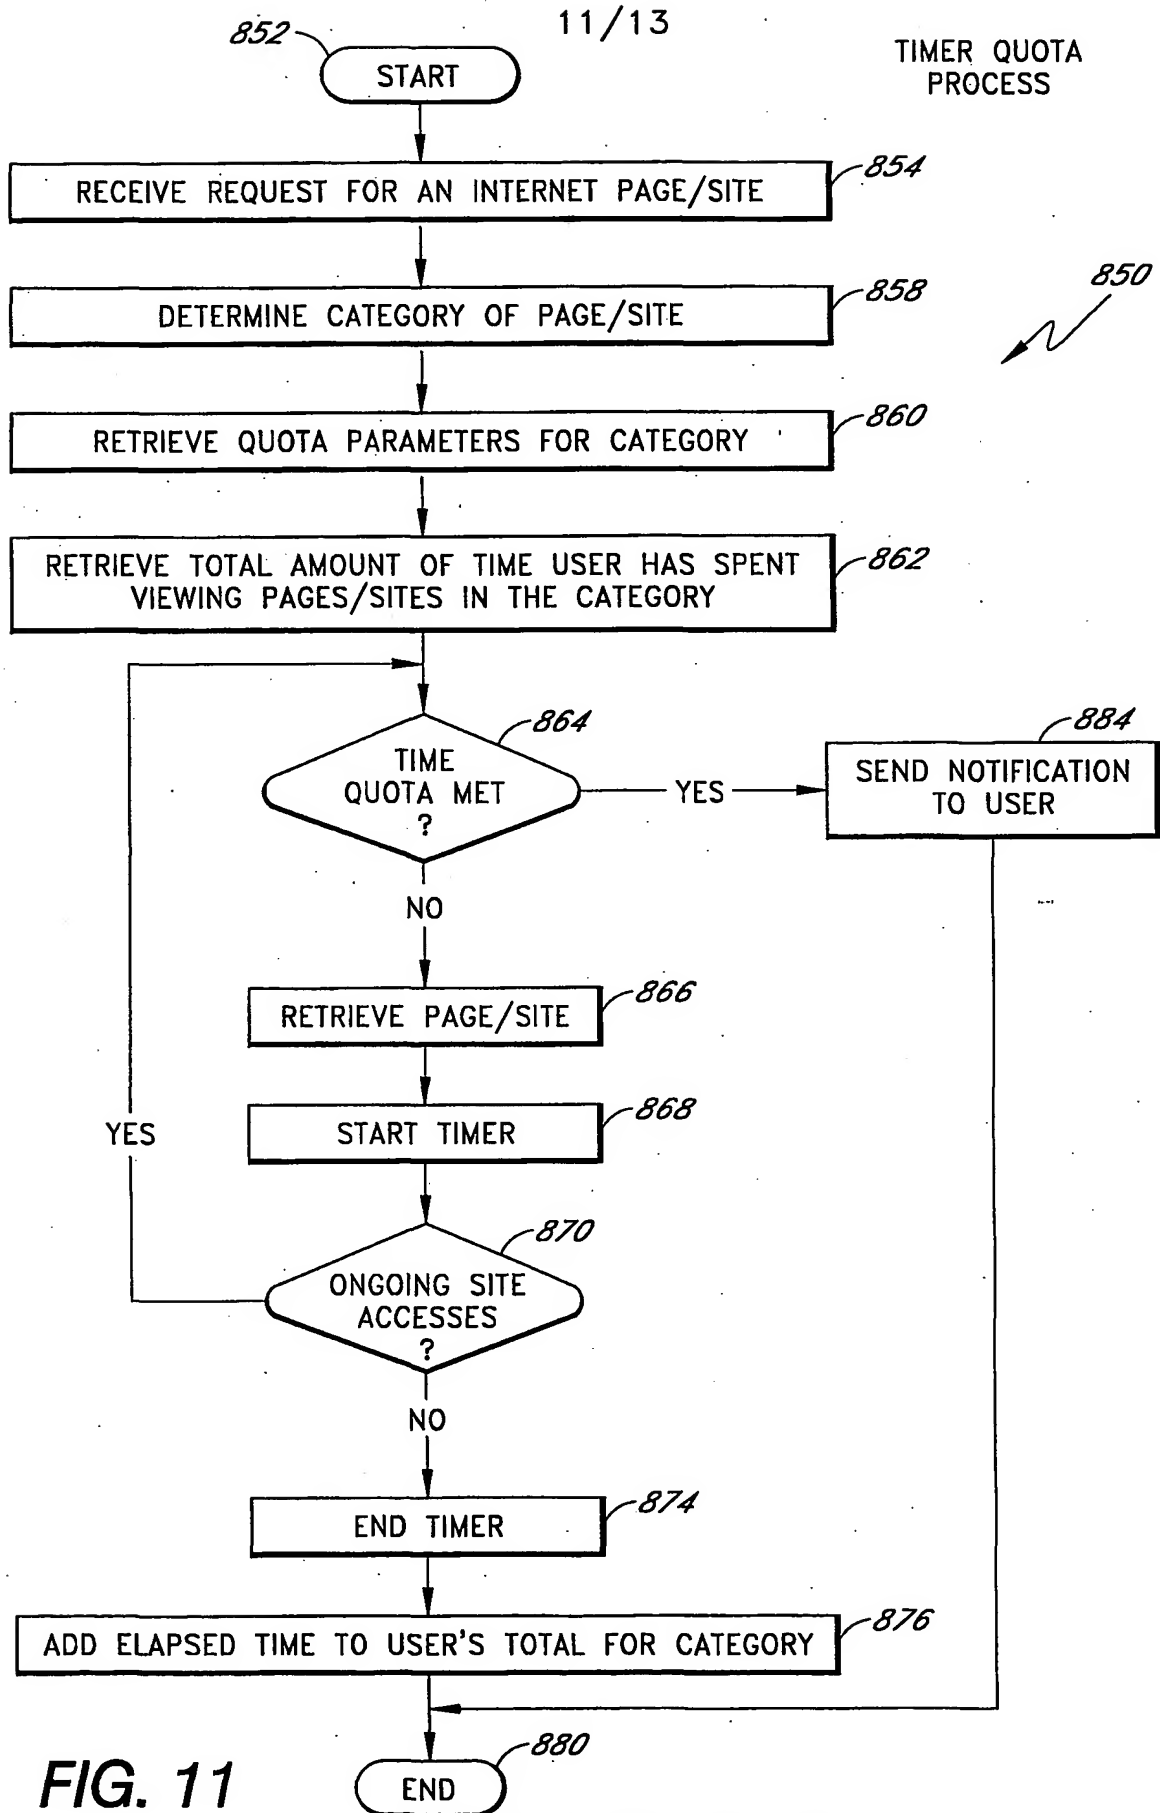 11/13
TIMER QUOTA
PROCESS
852
START
RECEIVE REQUEST FOR AN INTERNET PAGE/SITE
854
DETERMINE CATEGORY OF PAGE/SITE
858
850
RETRIEVE QUOTA PARAMETERS FOR CATEGORY
860
RETRIEVE TOTAL AMOUNT OF TIME USER HAS SPENT
VIEWING PAGES/SITES IN THE CATEGORY
862
864
TIME
QUOTA MET
?
YES
884
SEND NOTIFICATION
TO USER
NO
RETRIEVE PAGE/SITE
866
START TIMER
868
YES
870
ONGOING SITE
ACCESSES
?
NO
END TIMER
874
ADD ELAPSED TIME TO USER'S TOTAL FOR CATEGORY
876
END
880
FIG. 11